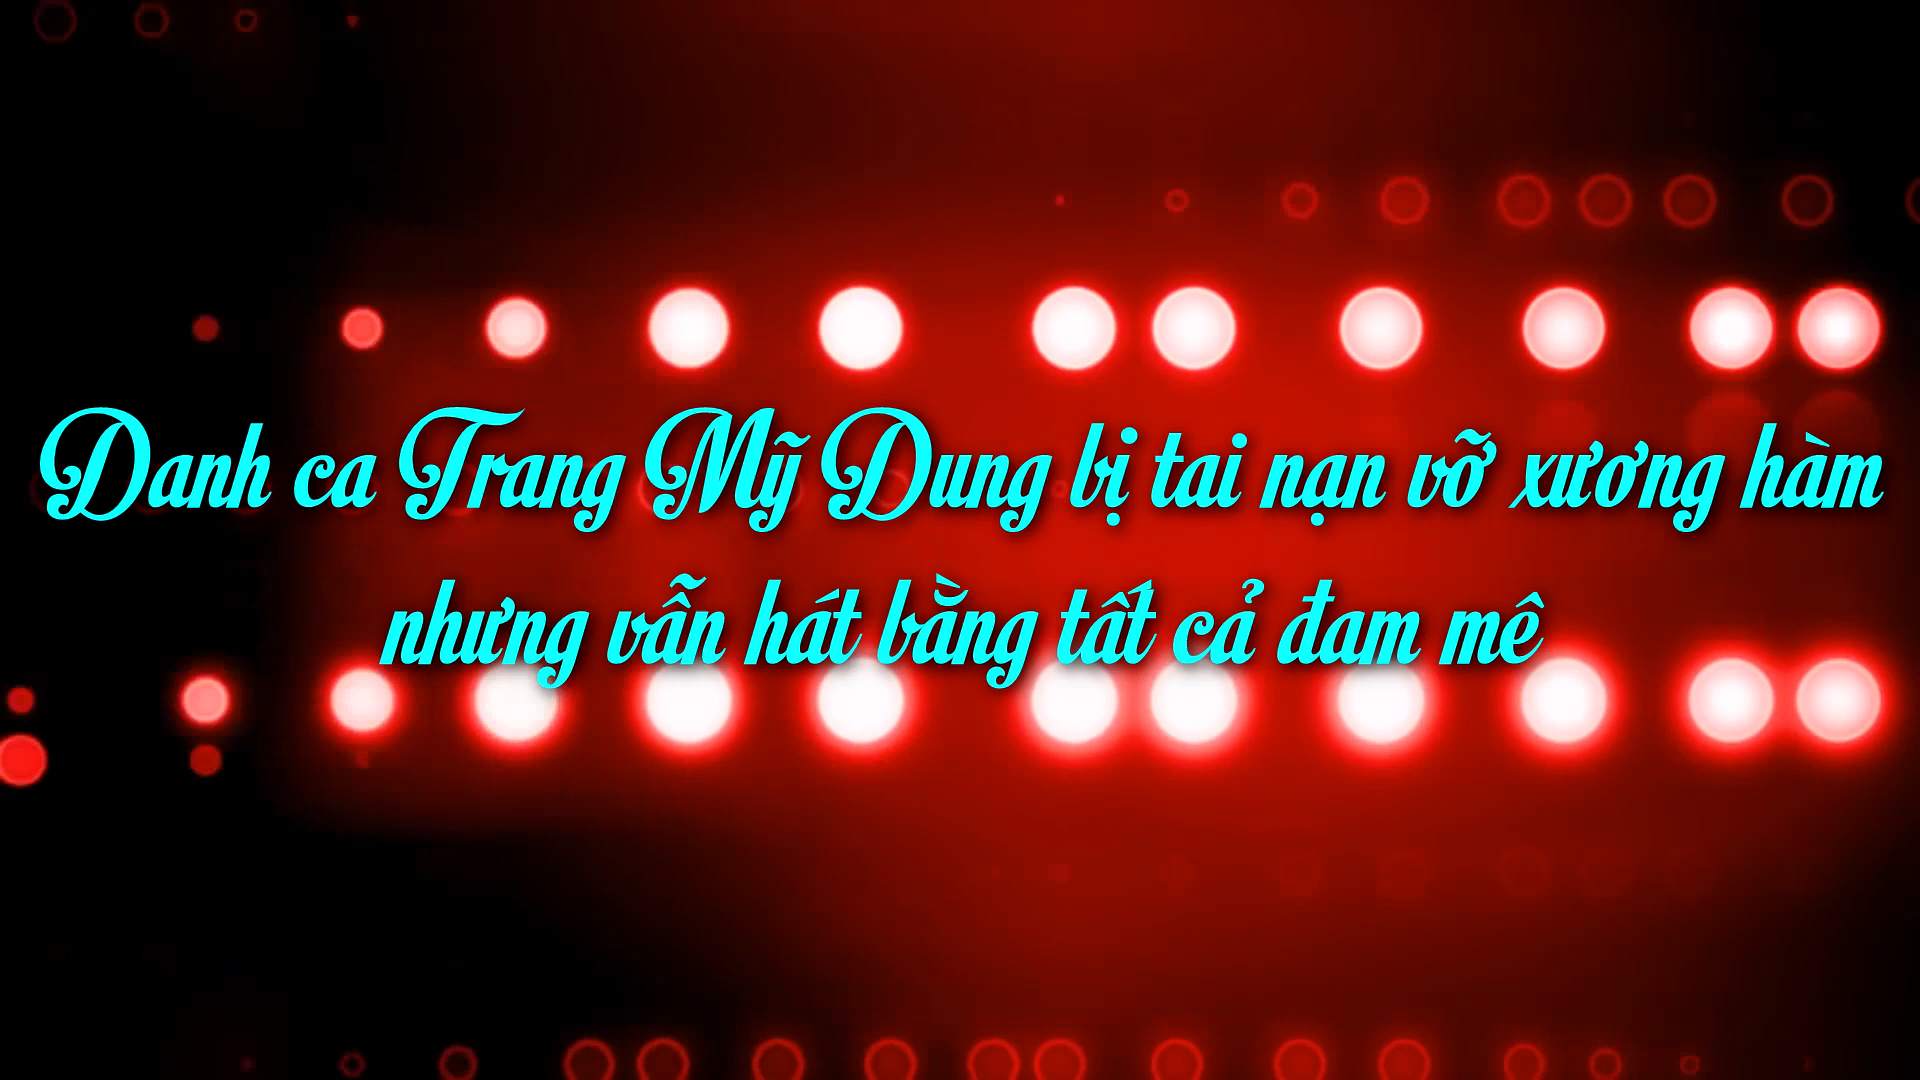 Danh ca Trang Mỹ Dung bị tai nạn vỡ xương hàm
nhưng vẫn hát bằng tất cả đam mê